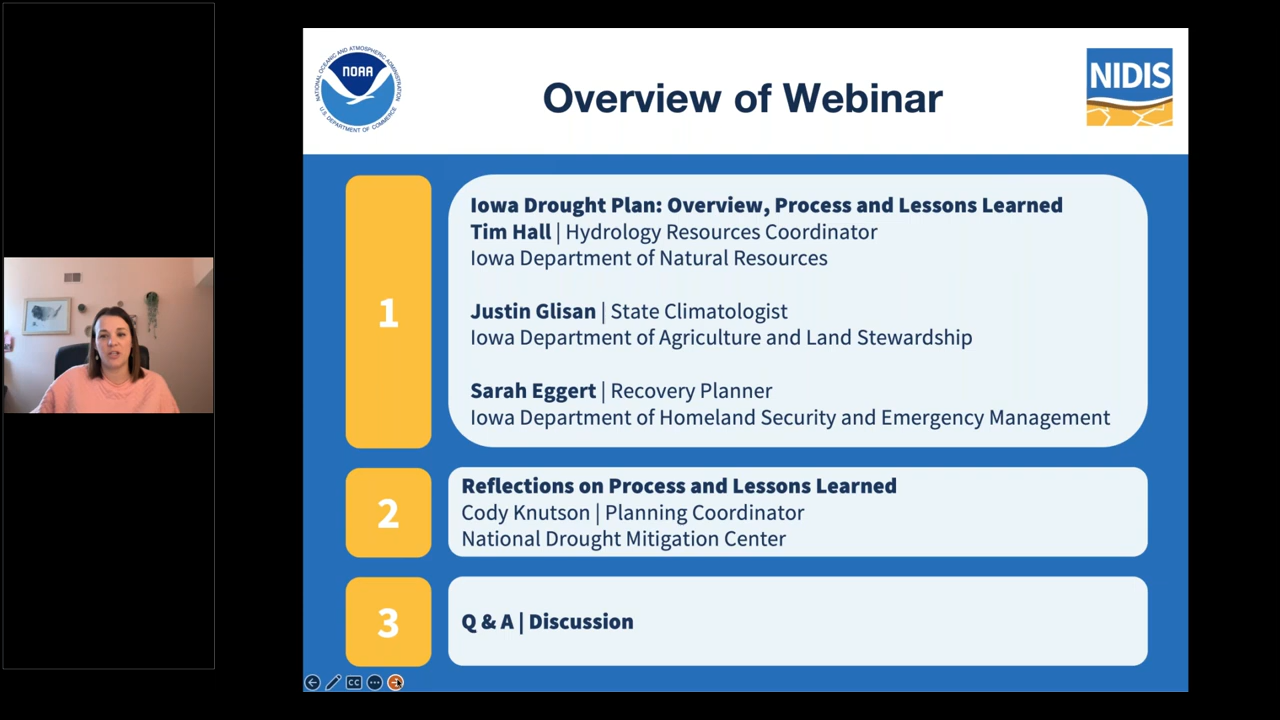 NATIONAL OCEANIC AND ATMOSPHERIC ADMINISTRATION
NOAA
U.S. DEPARTMENT OF COMMERCE
Overview of Webinar
NIDIS
1
Iowa Drought Plan: Overview, Process and Lessons Learned
Tim Hall | Hydrology Resources Coordinator
Iowa Department of Natural Resources
Justin Glisan | State Climatologist
Iowa Department of Agriculture and Land Stewardship
Sarah Eggert | Recovery Planner
Iowa Department of Homeland Security and Emergency Management
2
Reflections on Process and Lessons Learned
Cody Knutson | Planning Coordinator
National Drought Mitigation Center
3
Q & A | Discussion
CC